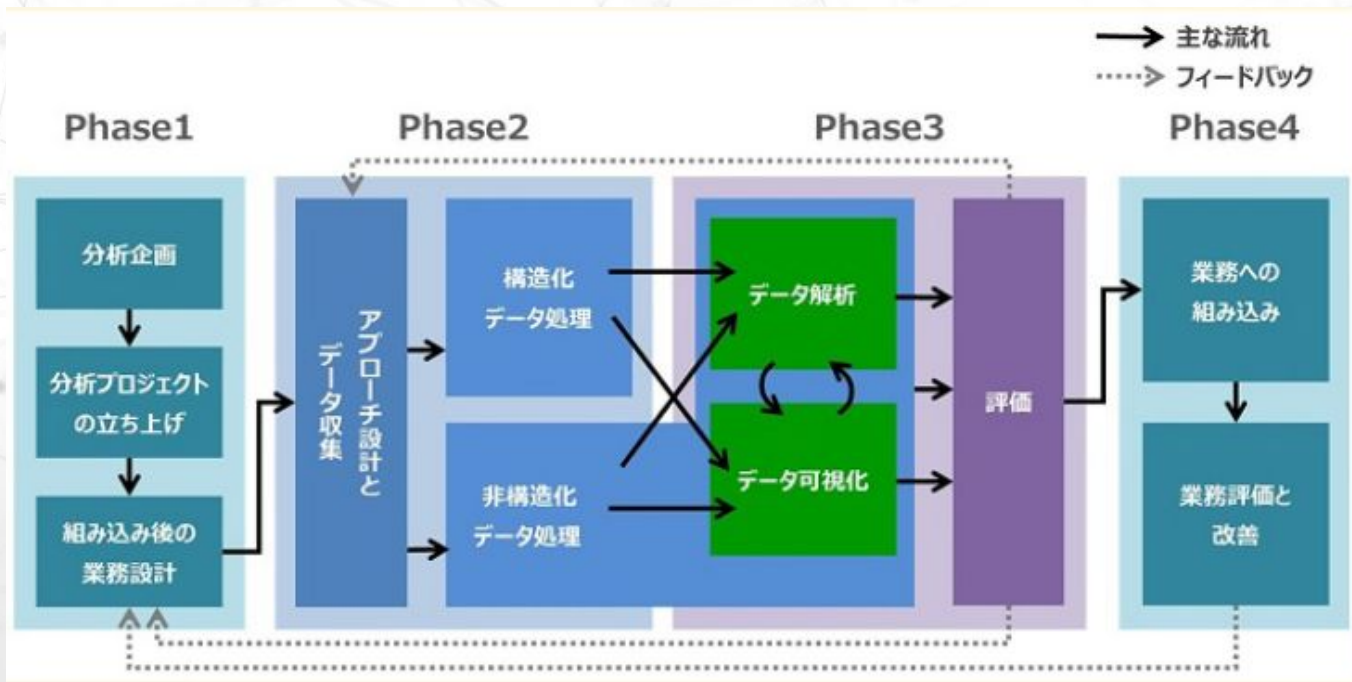 主な流れ
フィードバック
Phase1
Phase2
Phase3
Phase4
分析企画
分析プロジェクト
の立ち上げ
組み込み後の
業務設計
アプローチ設計と
データ収集
構造化
データ処理
非構造化
データ処理
データ解析
データ可視化
評価
業務への
組み込み
業務評価と
改善